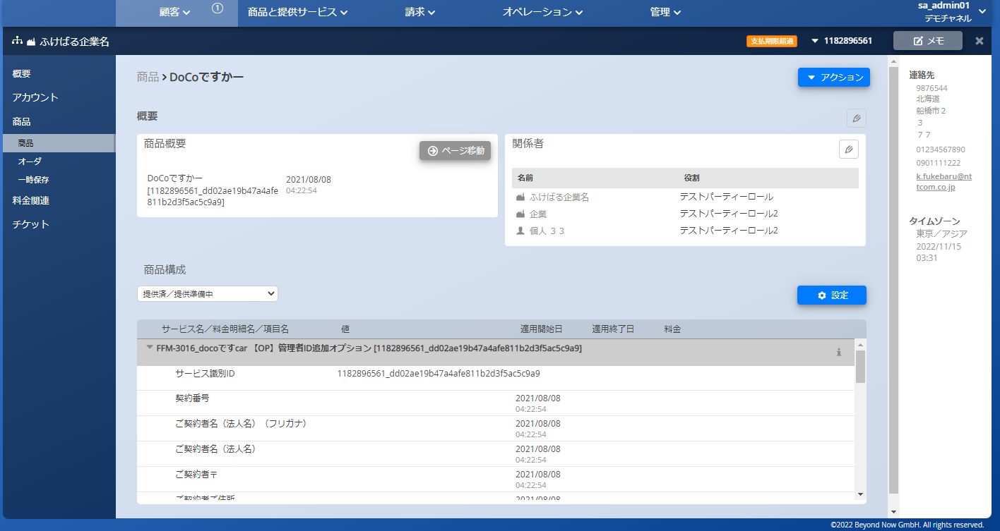 顧客
1
商品と提供サービス
請求
オペレーション
管理
sa_admin01
デモチャネル
ふけばる企業名
支払期限超過
1182896561
メモ
概要
アカウント
商品
商品
オーダ
一時保存
料金関連
チケット
商品 > DoCoですかー
アクション
概要
商品概要
ページ移動
DoCoですかー
[1182896561_dd02ae19b47a4afe
811b2d3f5ac5c9a9]
2021/08/08
04:22:54
関係者
名前 役割
ふけばる企業名 テストパーティーロール
企業 テストパーティーロール2
個人 3 3 テストパーティーロール2
商品構成
提供済／提供準備中
設定
サービス名／料金明細名／項目名 値 適用開始日 適用終了日 料金
FFM-3016_docoですcar 【OP】管理者ID追加オプション [1182896561_dd02ae19b47a4afe811b2d3f5ac5c9a9]
サービス識別ID 1182896561_dd02ae19b47a4afe811b2d3f5ac5c9a9
契約番号 2021/08/08
04:22:54
ご契約者名（法人名）（フリガナ） 2021/08/08
04:22:54
ご契約者名（法人名） 2021/08/08
04:22:54
ご契約者〒 2021/08/08
04:22:54
ご契約者ご住所 2021/08/08
連絡先
9876544
北海道
船橋市２
３
７７
01234567890
0901111222
k.fukebaru@nt
tcom.co.jp
タイムゾーン
東京／アジア
2022/11/15
03:31
©2022 Beyond Now GmbH. All rights reserved.